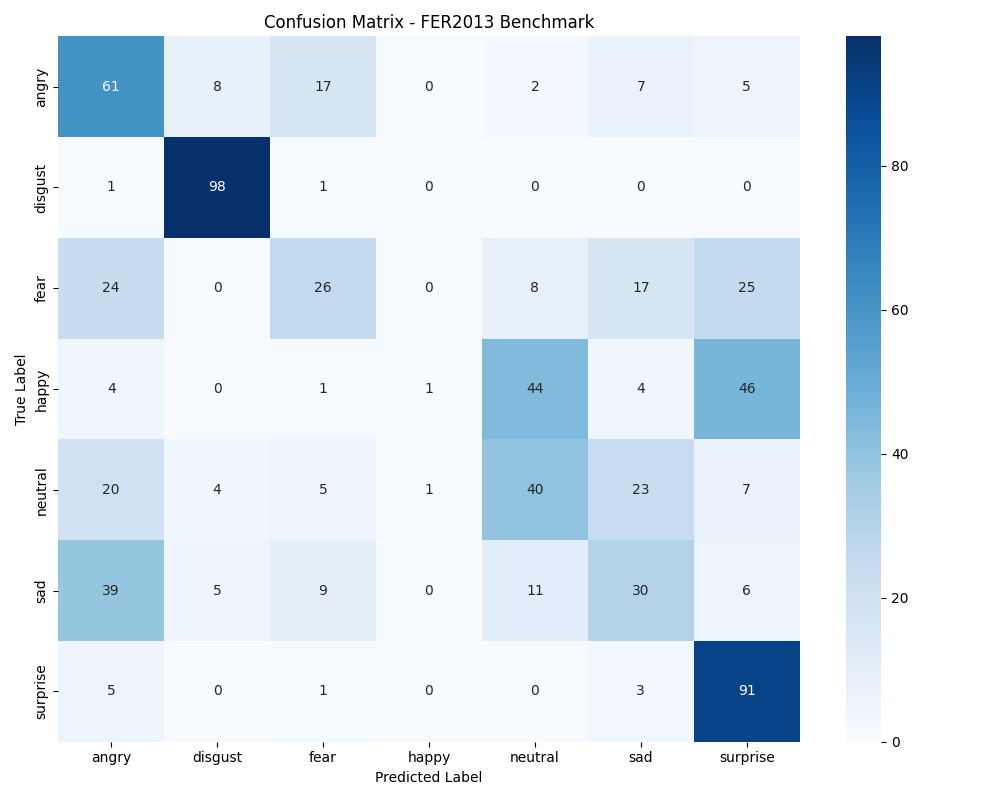 Confusion Matrix - FER2013 Benchmark
angry 61 8 17 0 2 7 5
disgust 1 98 1 0 0 0 0
fear 24 0 26 0 8 17 25
happy 4 0 1 1 44 4 46
neutral 20 4 5 1 40 23 7
sad 39 5 9 0 11 30 6
surprise 5 0 1 0 0 3 91
angry disgust fear happy neutral sad surprise
Predicted Label
True Label
80
60
40
20
0